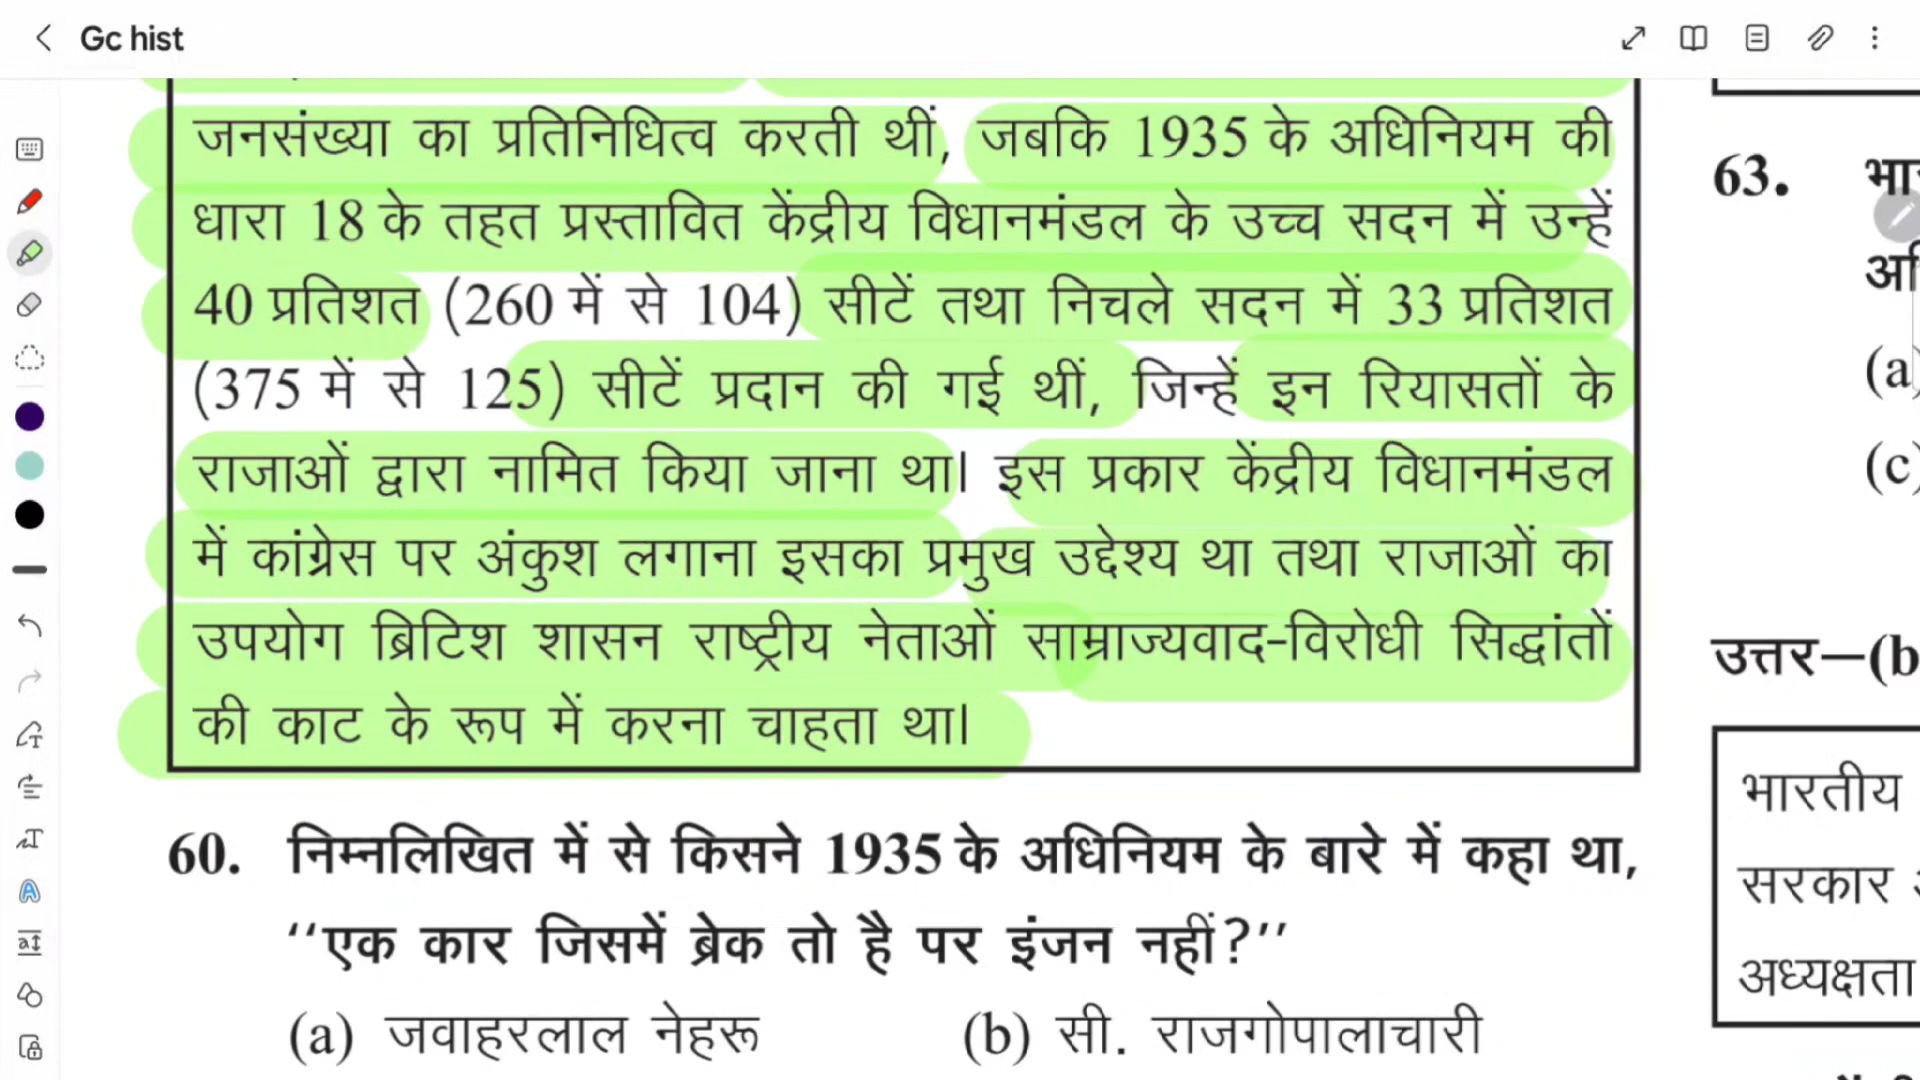 Gc hist
जनसंख्या का प्रतिनिधित्व करती थीं, जबकि 1935 के अधिनियम की
धारा 18 के तहत प्रस्तावित केंद्रीय विधानमंडल के उच्च सदन में उन्हें
40 प्रतिशत (260 में से 104) सीटें तथा निचले सदन में 33 प्रतिशत
(375 में से 125) सीटें प्रदान की गई थीं, जिन्हें इन रियासतों के
राजाओं द्वारा नामित किया जाना था। इस प्रकार केंद्रीय विधानमंडल
में कांग्रेस पर अंकुश लगाना इसका प्रमुख उद्देश्य था तथा राजाओं का
उपयोग ब्रिटिश शासन राष्ट्रीय नेताओं साम्राज्यवाद-विरोधी सिद्धांतों
की काट के रूप में करना चाहता था।
60. निम्नलिखित में से किसने 1935 के अधिनियम के बारे में कहा था,
‘‘एक कार जिसमें ब्रेक तो है पर इंजन नहीं?’’
(a) जवाहरलाल नेहरू (b) सी. राजगोपालाचारी
63.
(a)
(c)
उत्तर—(b
भारतीय
सरकार
अध्यक्षता